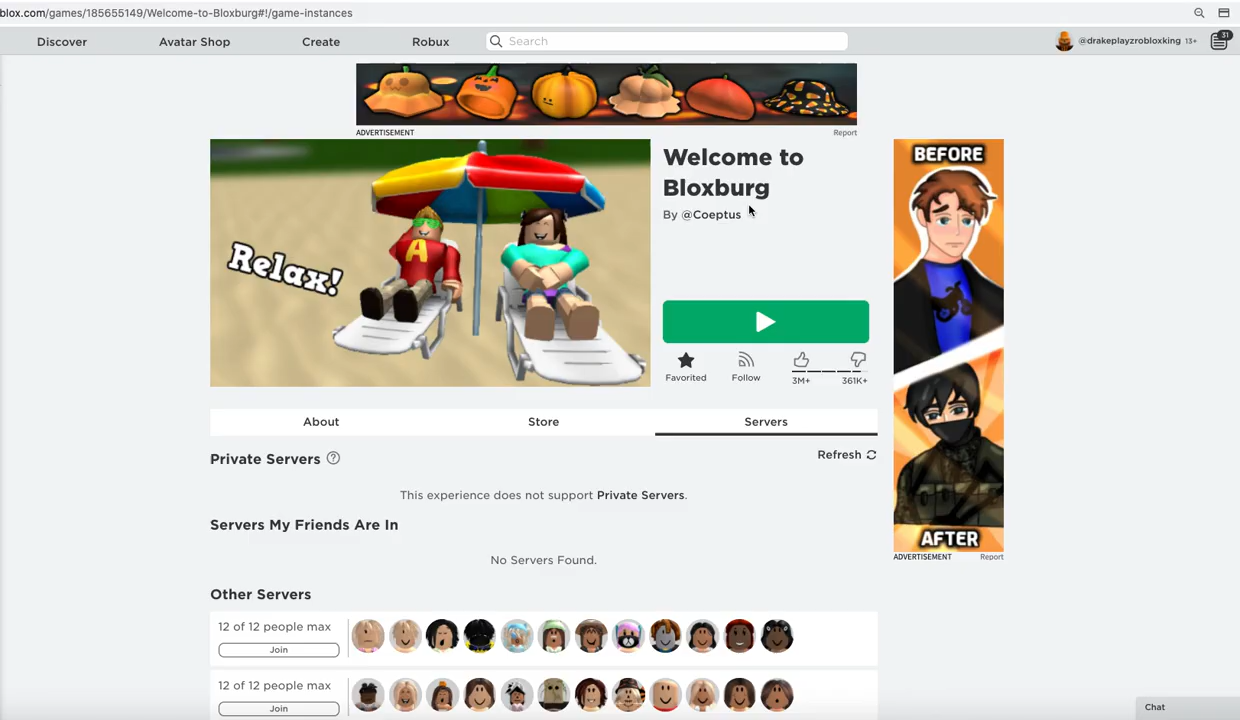 blox.com/games/185655149/Welcome-to-Bloxburg#!/game-instances
Discover
Avatar Shop
Create
Robux
Search
@drakeplayzrobloxking 13+
31
ADVERTISEMENT
Report
Relax!
A
Welcome to
Bloxburg
By @Coeptus
Favorited
Follow
3M+
361K+
BEFORE
AFTER
ADVERTISEMENT
Report
About
Store
Servers
Private Servers
Refresh
This experience does not support Private Servers.
Servers My Friends Are In
No Servers Found.
Other Servers
12 of 12 people max
Join
12 of 12 people max
Join
Chat